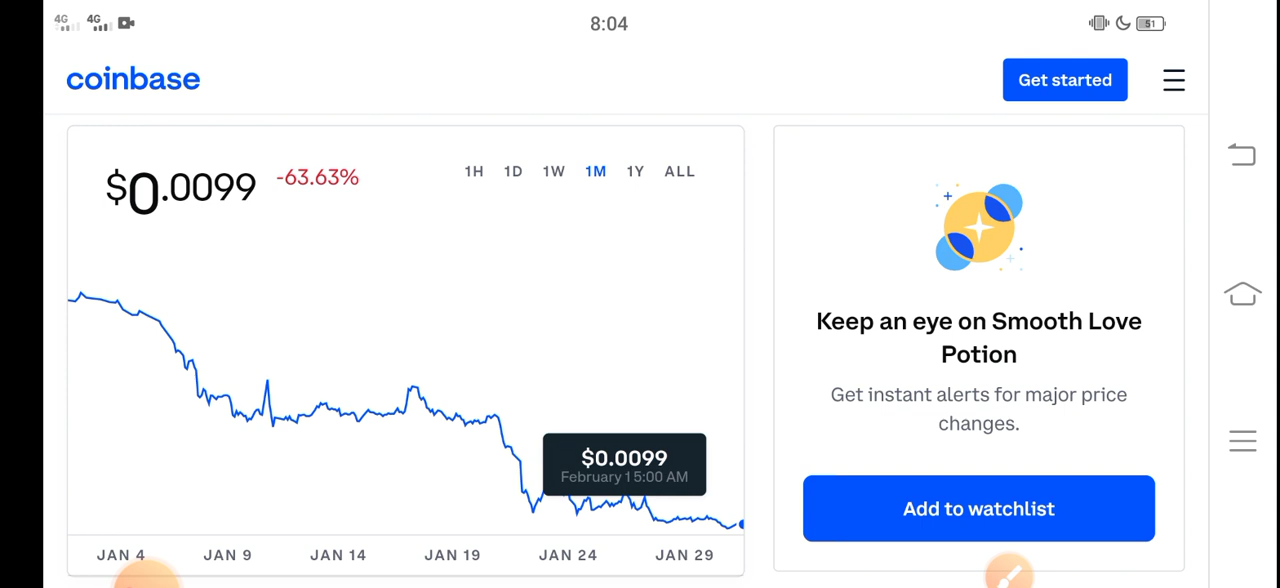 4G 4G 8:04 51
coinbase
Get started
$0.0099 -63.63%
1H 1D 1W 1M 1Y ALL
$0.0099
February 1 5:00 AM
JAN 4 JAN 9 JAN 14 JAN 19 JAN 24 JAN 29
Keep an eye on Smooth Love
Potion
Get instant alerts for major price
changes.
Add to watchlist